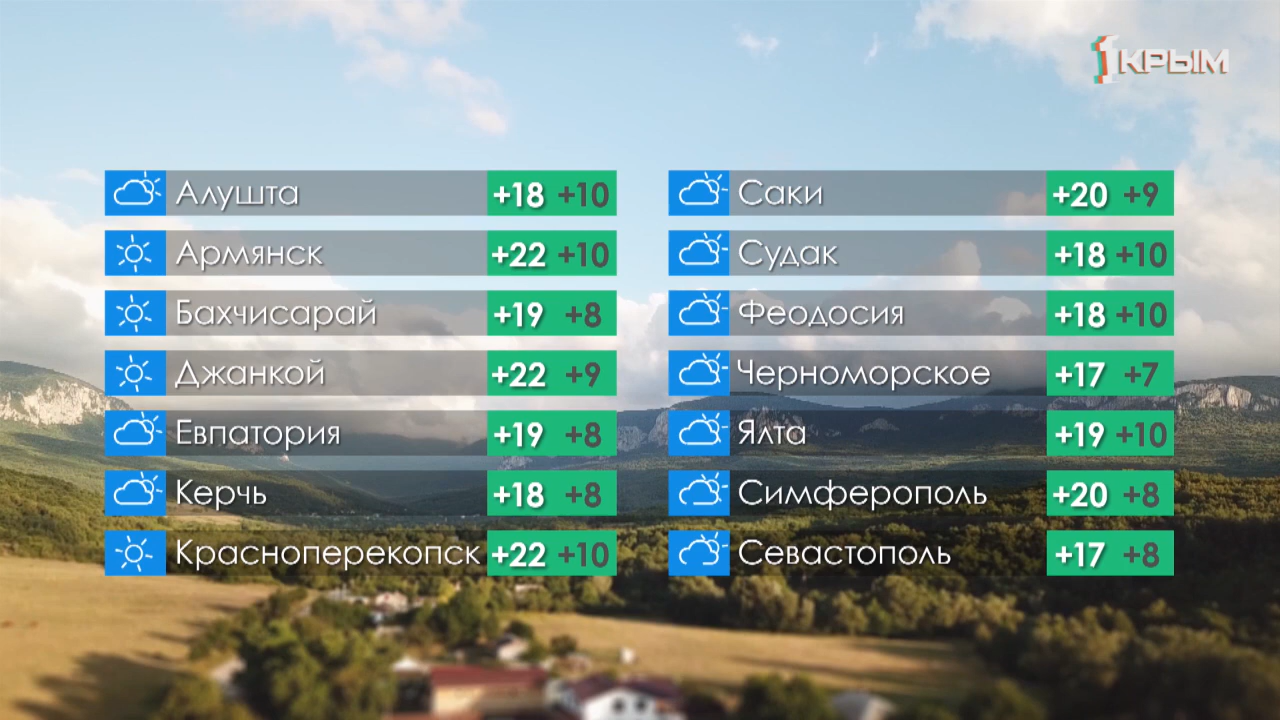 1 КРЫМ
Алушта +18 +10
Армянск +22 +10
Бахчисарай +19 +8
Джанкой +22 +9
Евпатория +19 +8
Керчь +18 +8
Красноперекопск +22 +10
Саки +20 +9
Судак +18 +10
Феодосия +18 +10
Черноморское +17 +7
Ялта +19 +10
Симферополь +20 +8
Севастополь +17 +8